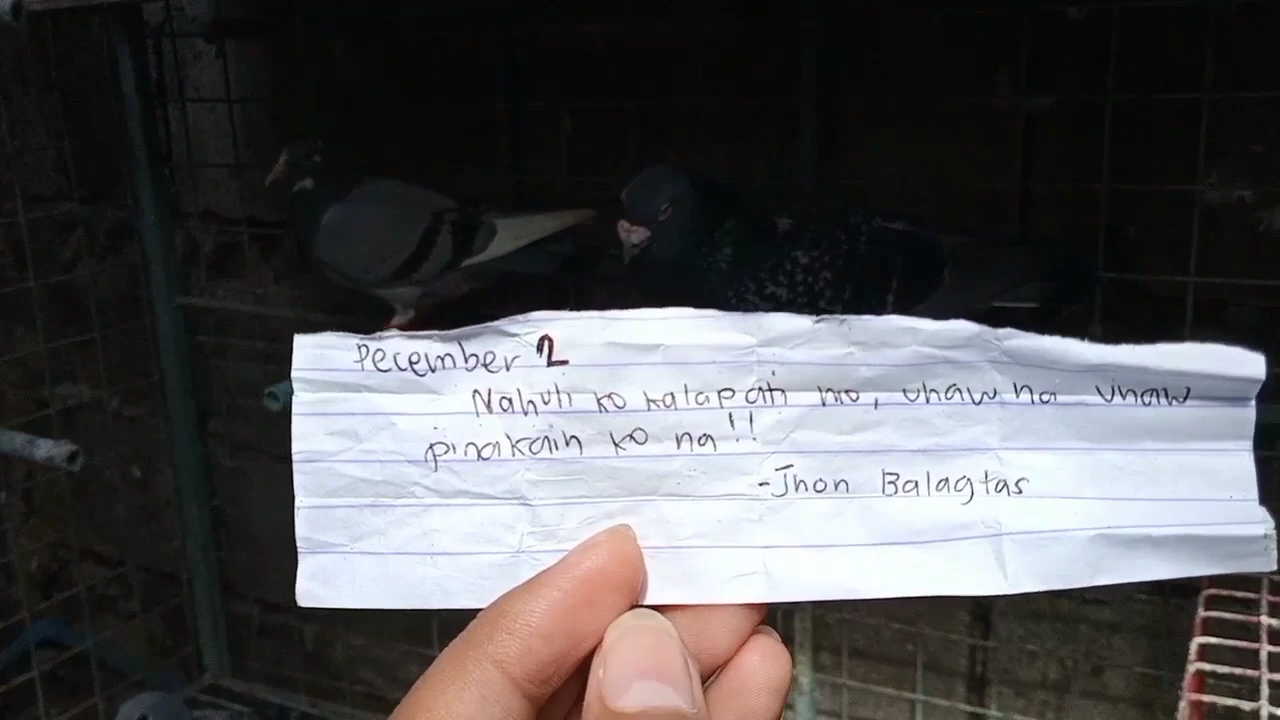 December 2
Nahuli ko kalapati mo, uhaw na uhaw
pinakain ko na!!
-Jhon Balagtas